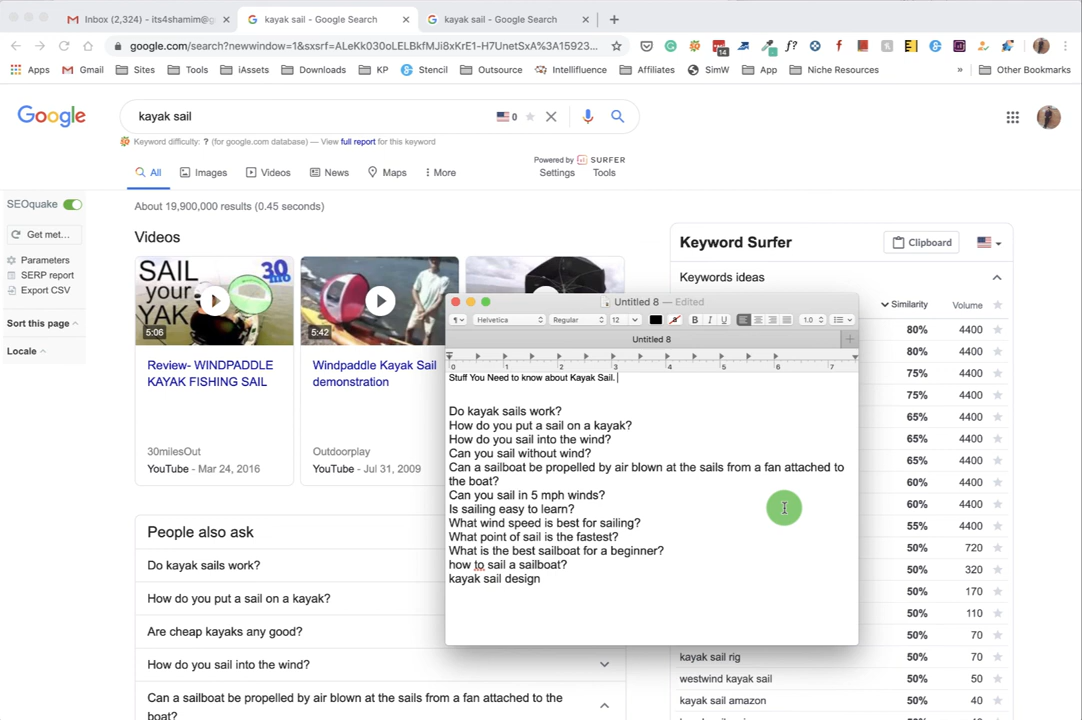 Inbox (2,324) - its4shamim@g
kayak sail - Google Search
kayak sail - Google Search
google.com/search?newwindow=1&sxsrf=ALeKk030oLELBkfMJi8xKrE1-H7UnetSxA%3A15923...
14
f?
Apps
Gmail
Sites
Tools
iAssets
Downloads
KP
Stencil
Outsource
Intellifluence
Affiliates
SimW
App
Niche Resources
»
Other Bookmarks
Google
kayak sail
0
Keyword difficulty: ? (for google.com database) — View full report for this keyword
Powered by SURFER
All
Images
Videos
News
Maps
More
Settings
Tools
SEOquake
Get met...
Parameters
SERP report
Export CSV
Sort this page
Locale
About 19,900,000 results (0.45 seconds)
Videos
SAIL
your
YAK
30
5:06
5:42
Review- WINDPADDLE
KAYAK FISHING SAIL
30milesOut
YouTube - Mar 24, 2016
Windpaddle Kayak Sail
demonstration
Outdoorplay
YouTube - Jul 31, 2009
People also ask
Do kayak sails work?
How do you put a sail on a kayak?
Are cheap kayaks any good?
How do you sail into the wind?
Can a sailboat be propelled by air blown at the sails from a fan attached to the
boat?
Keyword Surfer
Clipboard
Keywords ideas
Similarity
Volume
80% 4400
80% 4400
75% 4400
75% 4400
65% 4400
65% 4400
65% 4400
60% 4400
60% 4400
55% 4400
50% 720
50% 320
50% 170
50% 110
50% 70
kayak sail rig 50% 70
westwind kayak sail 50% 50
kayak sail amazon 50% 40
Untitled 8 — Edited
Helvetica
Regular
12
B I U
1.0
Untitled 8
0 1 2 3 4 5 6 7
Stuff You Need to know about Kayak Sail.
Do kayak sails work?
How do you put a sail on a kayak?
How do you sail into the wind?
Can you sail without wind?
Can a sailboat be propelled by air blown at the sails from a fan attached to
the boat?
Can you sail in 5 mph winds?
Is sailing easy to learn?
What wind speed is best for sailing?
What point of sail is the fastest?
What is the best sailboat for a beginner?
how to sail a sailboat?
kayak sail design